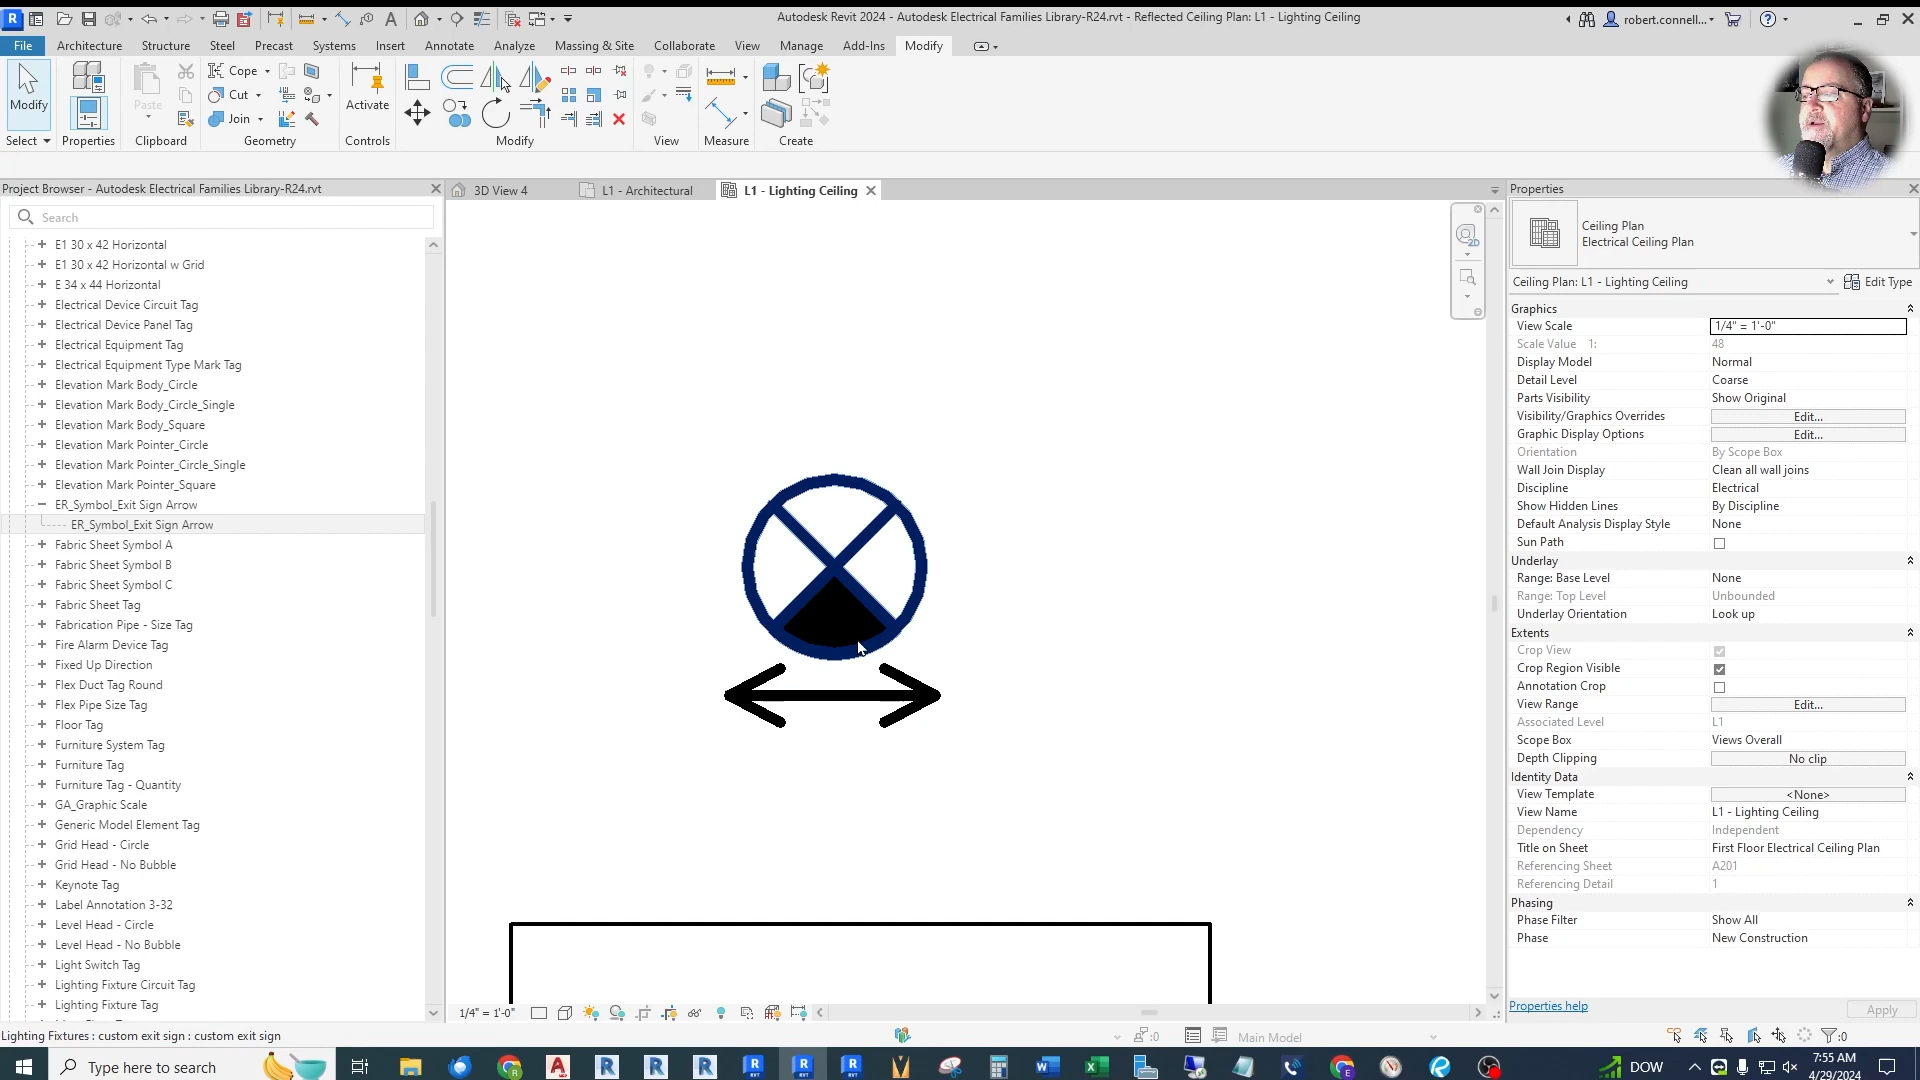 Autodesk Revit 2024 - Autodesk Electrical Families Library-R24.rvt - Reflected Ceiling Plan: L1 - Lighting Ceiling
robert.connell...
File Architecture Structure Steel Precast Systems Insert Annotate Analyze Massing & Site Collaborate View Manage Add-Ins Modify
Modify Paste Cope Cut Join Activate
Select Properties Clipboard Geometry Controls Modify View Measure Create
Project Browser - Autodesk Electrical Families Library-R24.rvt
Search
E1 30 x 42 Horizontal
E1 30 x 42 Horizontal w Grid
E 34 x 44 Horizontal
Electrical Device Circuit Tag
Electrical Device Panel Tag
Electrical Equipment Tag
Electrical Equipment Type Mark Tag
Elevation Mark Body_Circle
Elevation Mark Body_Circle_Single
Elevation Mark Body_Square
Elevation Mark Pointer_Circle
Elevation Mark Pointer_Circle_Single
Elevation Mark Pointer_Square
ER_Symbol_Exit Sign Arrow
ER_Symbol_Exit Sign Arrow
Fabric Sheet Symbol A
Fabric Sheet Symbol B
Fabric Sheet Symbol C
Fabric Sheet Tag
Fabrication Pipe - Size Tag
Fire Alarm Device Tag
Fixed Up Direction
Flex Duct Tag Round
Flex Pipe Size Tag
Floor Tag
Furniture System Tag
Furniture Tag
Furniture Tag - Quantity
GA_Graphic Scale
Generic Model Element Tag
Grid Head - Circle
Grid Head - No Bubble
Keynote Tag
Label Annotation 3-32
Level Head - Circle
Level Head - No Bubble
Light Switch Tag
Lighting Fixture Circuit Tag
Lighting Fixture Tag
3D View 4 L1 - Architectural L1 - Lighting Ceiling
2D
1/4" = 1'-0"
Properties
Ceiling Plan
Electrical Ceiling Plan
Ceiling Plan: L1 - Lighting Ceiling Edit Type
Graphics
View Scale 1/4" = 1'-0"
Scale Value 1: 48
Display Model Normal
Detail Level Coarse
Parts Visibility Show Original
Visibility/Graphics Overrides Edit...
Graphic Display Options Edit...
Orientation By Scope Box
Wall Join Display Clean all wall joins
Discipline Electrical
Show Hidden Lines By Discipline
Default Analysis Display Style None
Sun Path
Underlay
Range: Base Level None
Range: Top Level Unbounded
Underlay Orientation Look up
Extents
Crop View
Crop Region Visible
Annotation Crop
View Range Edit...
Associated Level L1
Scope Box Views Overall
Depth Clipping No clip
Identity Data
View Template <None>
View Name L1 - Lighting Ceiling
Dependency Independent
Title on Sheet First Floor Electrical Ceiling Plan
Referencing Sheet A201
Referencing Detail 1
Phasing
Phase Filter Show All
Phase New Construction
Properties help Apply
Lighting Fixtures : custom exit sign : custom exit sign
:0 Main Model :0
Type here to search
DOW
7:55 AM
4/29/2024